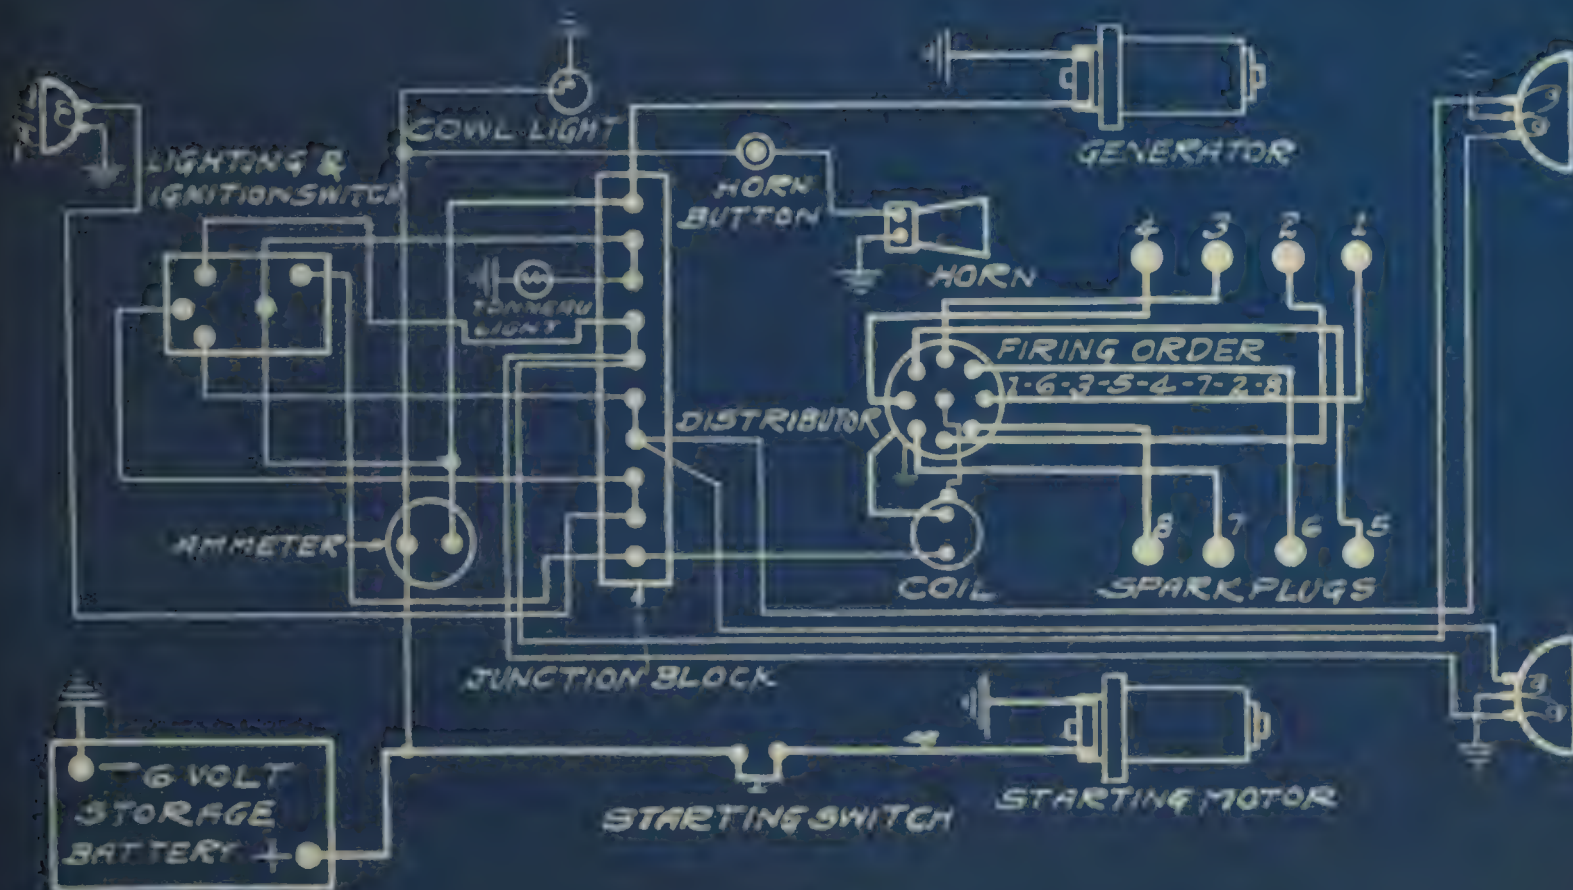 COWL LIGHT
LIGHTING &
IGNITION SWITCH
GENERATOR
HORN
BUTTON
HORN
4 3 2 1
TONNEAU
LIGHT
FIRING ORDER
1-6-3-5-4-7-2-8
DISTRIBUTOR
AMMETER
8 7 6 5
COIL
SPARK PLUGS
JUNCTION BLOCK
- 6 VOLT
STORAGE
BATTERY +
STARTING SWITCH
STARTING MOTOR